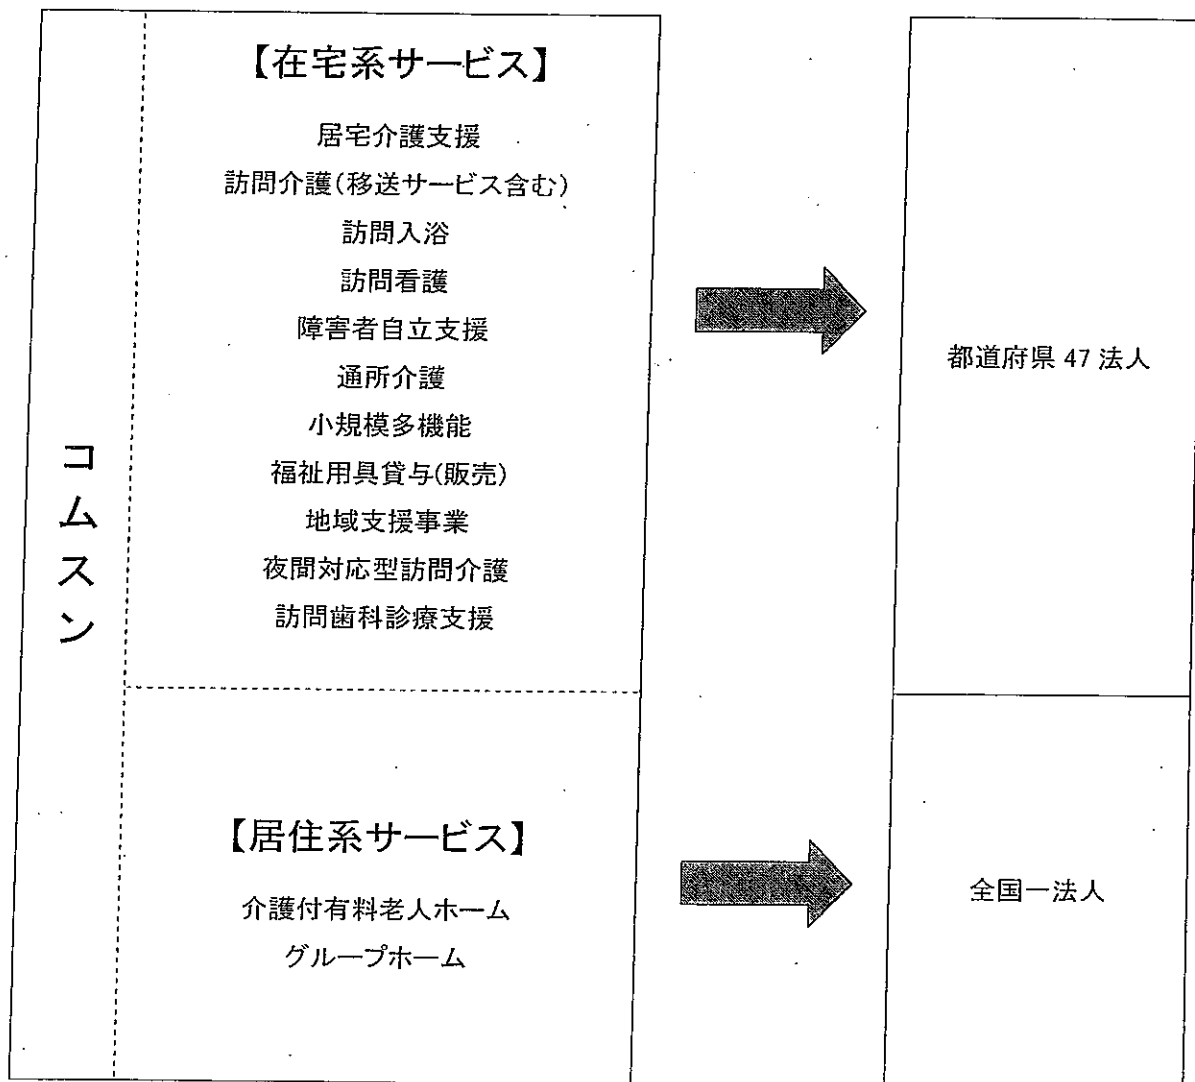 コムスン
【在宅系サービス】
居宅介護支援
訪問介護(移送サービス含む)
訪問入浴
訪問看護
障害者自立支援
通所介護
小規模多機能
福祉用具貸与(販売)
地域支援事業
夜間対応型訪問介護
訪問歯科診療支援
都道府県 47 法人
【居住系サービス】
介護付有料老人ホーム
グループホーム
全国一法人